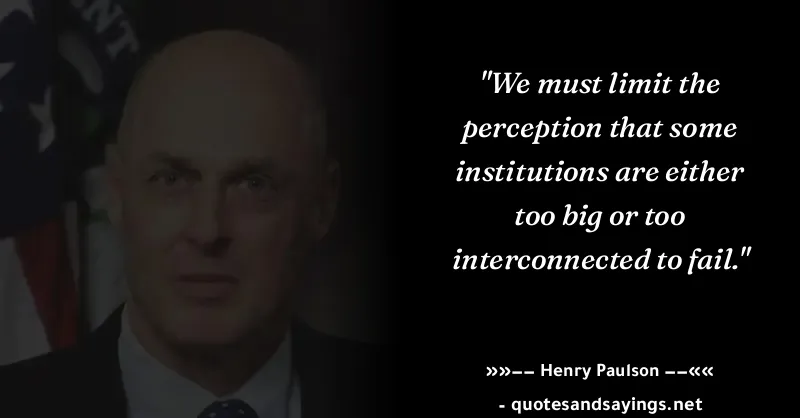 ENT
"We must limit the
perception that some
institutions are either
too big or too
interconnected to fail."
»»–– Henry Paulson ––««
- quotesandsayings.net